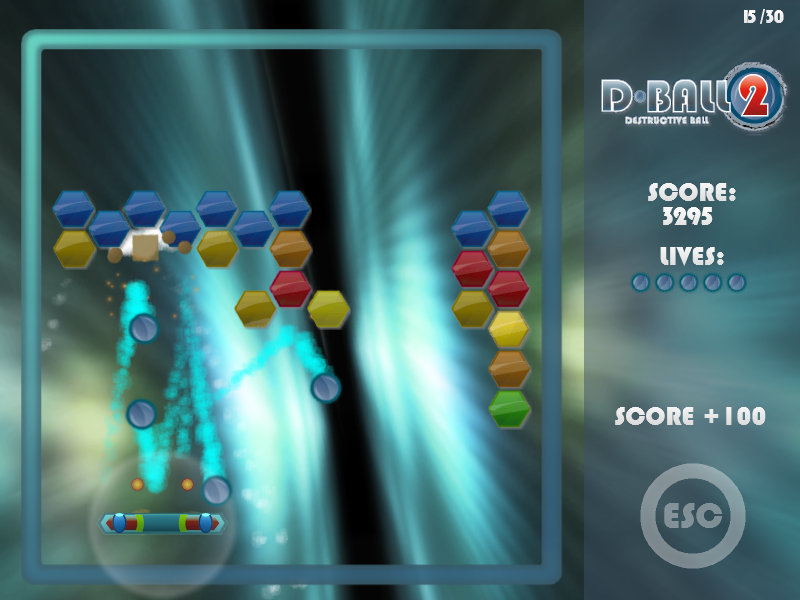 15 /30
D•BALL 2
DESTRUCTIVE BALL
SCORE:
3295
LIVES:
SCORE +100
ESC